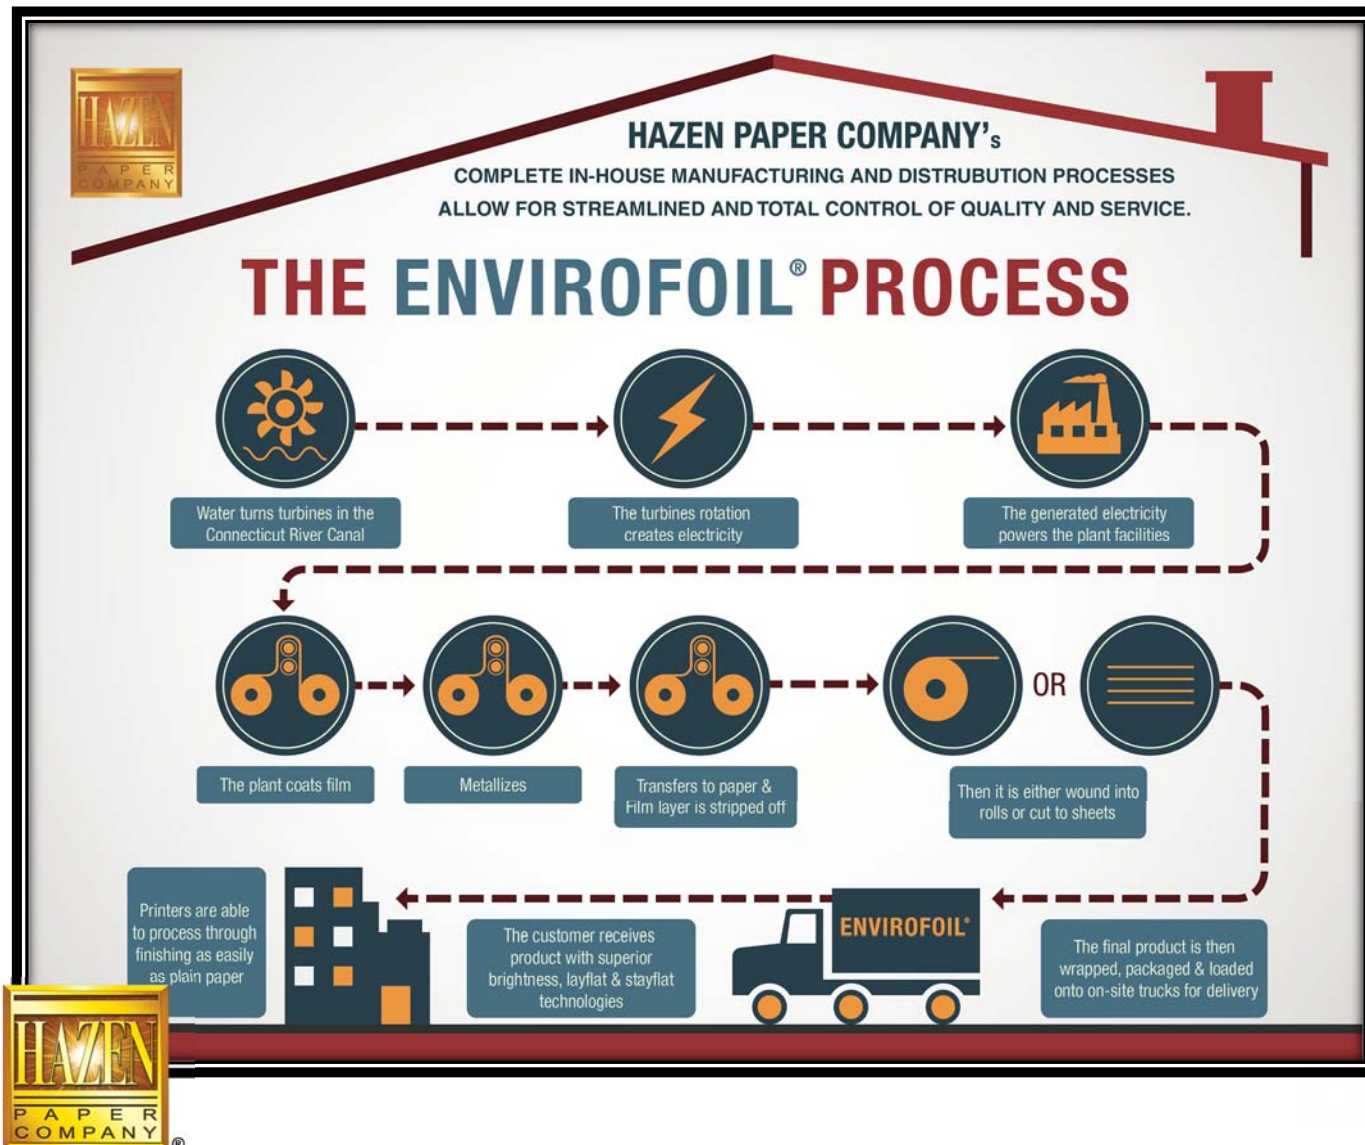 HAZEN
PAPER
COMPANY
HAZEN PAPER COMPANY's
COMPLETE IN-HOUSE MANUFACTURING AND DISTRUBUTION PROCESSES
ALLOW FOR STREAMLINED AND TOTAL CONTROL OF QUALITY AND SERVICE.
THE ENVIROFOIL® PROCESS
Water turns turbines in the
Connecticut River Canal
The turbines rotation
creates electricity
The generated electricity
powers the plant facilities
OR
The plant coats film
Metallizes
Transfers to paper &
Film layer is stripped off
Then it is either wound into
rolls or cut to sheets
ENVIROFOIL®
The final product is then
wrapped, packaged & loaded
onto on-site trucks for delivery
The customer receives
product with superior
brightness, layflat & stayflat
technologies
Printers are able
to process through
finishing as easily
as plain paper
HAZEN
PAPER
COMPANY
®